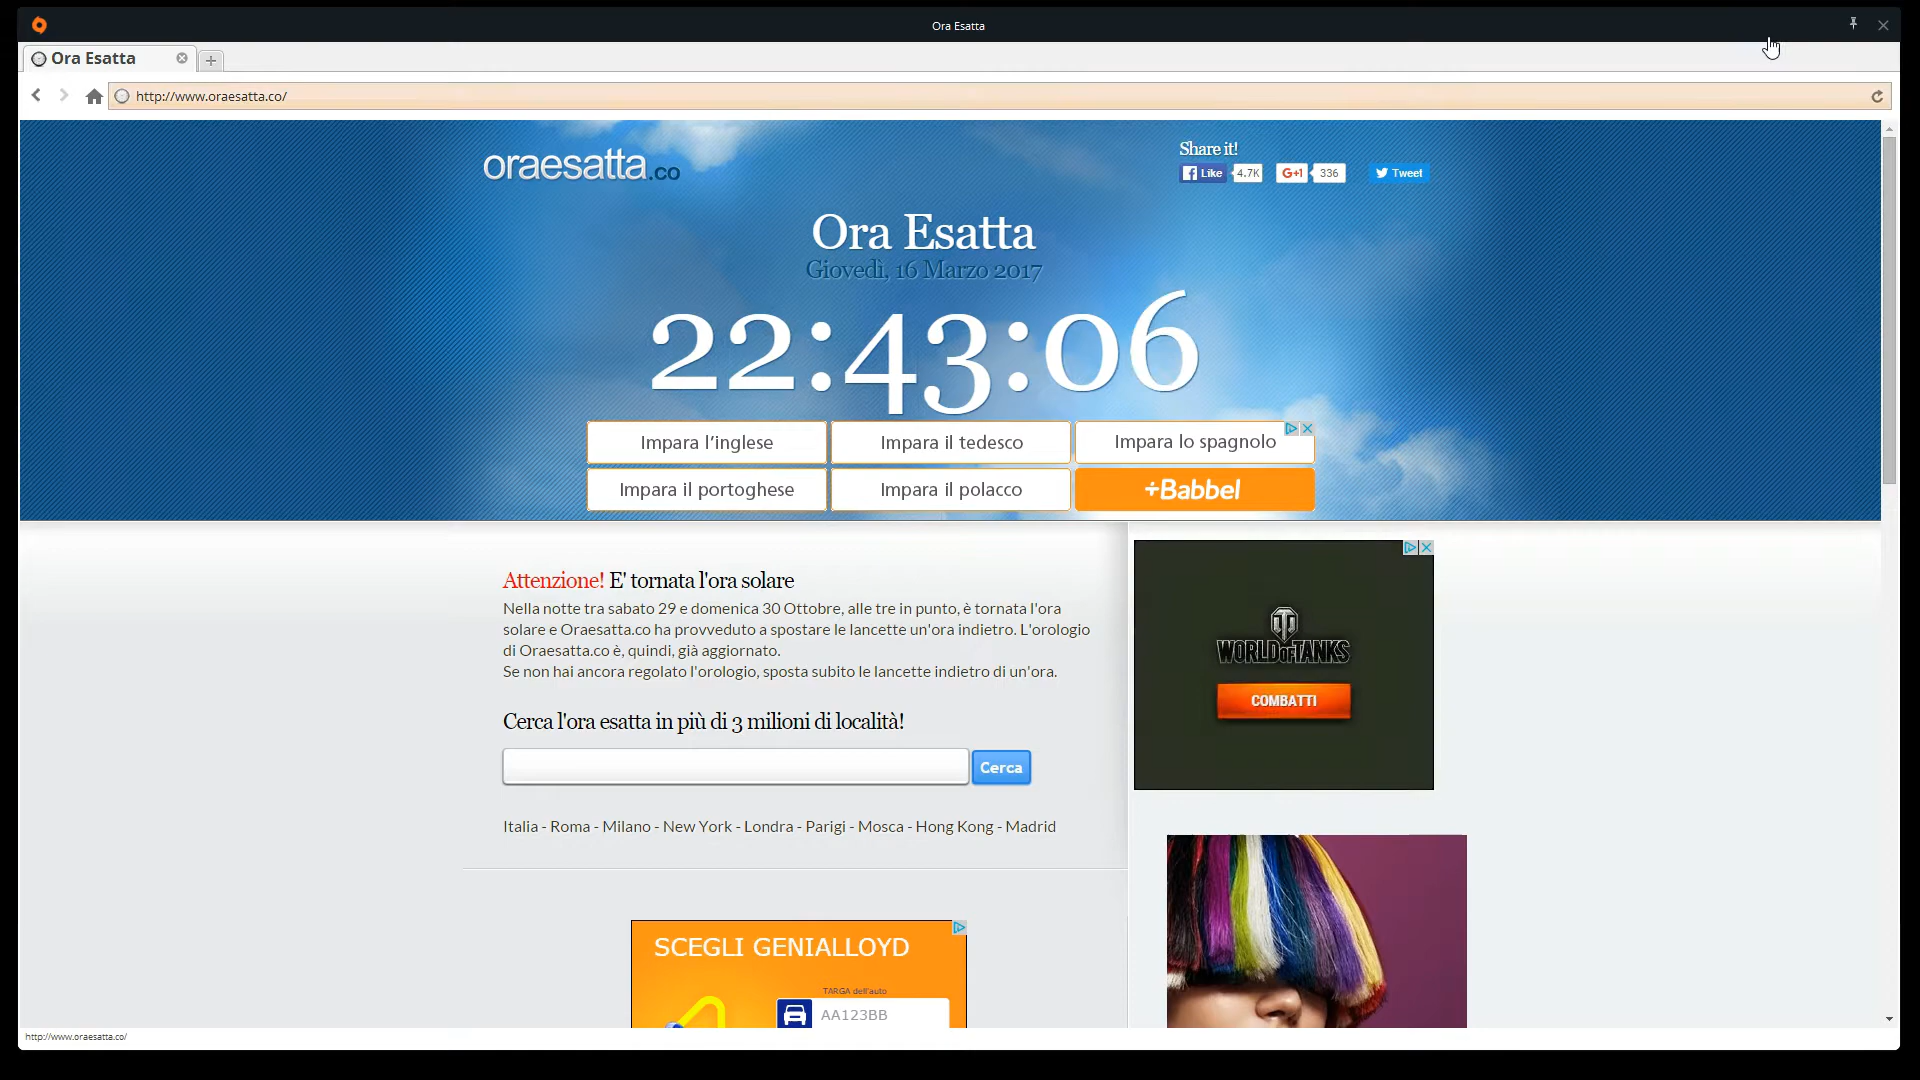 Ora Esatta
Ora Esatta
http://www.oraesatta.co/
oraesatta.co
Share it!
Like 4.7K G+1 336 Tweet
Ora Esatta
Giovedì, 16 Marzo 2017
22:43:06
Impara l'inglese
Impara il tedesco
Impara lo spagnolo
Impara il portoghese
Impara il polacco
+Babbel
Attenzione! E' tornata l'ora solare
Nella notte tra sabato 29 e domenica 30 Ottobre, alle tre in punto, è tornata l'ora
solare e Oraesatta.co ha provveduto a spostare le lancette un'ora indietro. L'orologio
di Oraesatta.co è, quindi, già aggiornato.
Se non hai ancora regolato l'orologio, sposta subito le lancette indietro di un'ora.
Cerca l'ora esatta in più di 3 milioni di località!
Cerca
Italia - Roma - Milano - New York - Londra - Parigi - Mosca - Hong Kong - Madrid
WORLD OF TANKS
COMBATTI
SCEGLI GENIALLOYD
TARGA dell'auto
AA123BB
http://www.oraesatta.co/